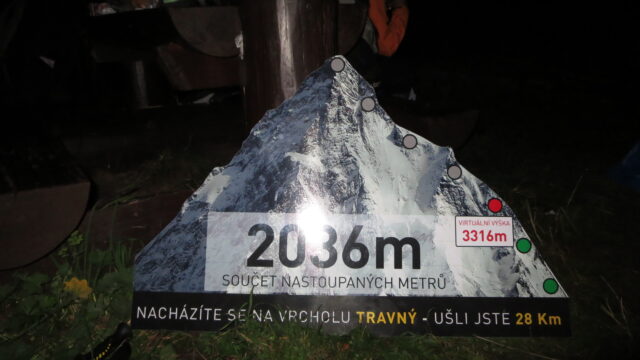 2036m
SOUČET NASTOUPANÝCH METRŮ
VIRTUÁLNÍ VÝŠKA
3316m
NACHÁZÍTE SE NA VRCHOLU TRAVNÝ - UŠLI JSTE 28 Km